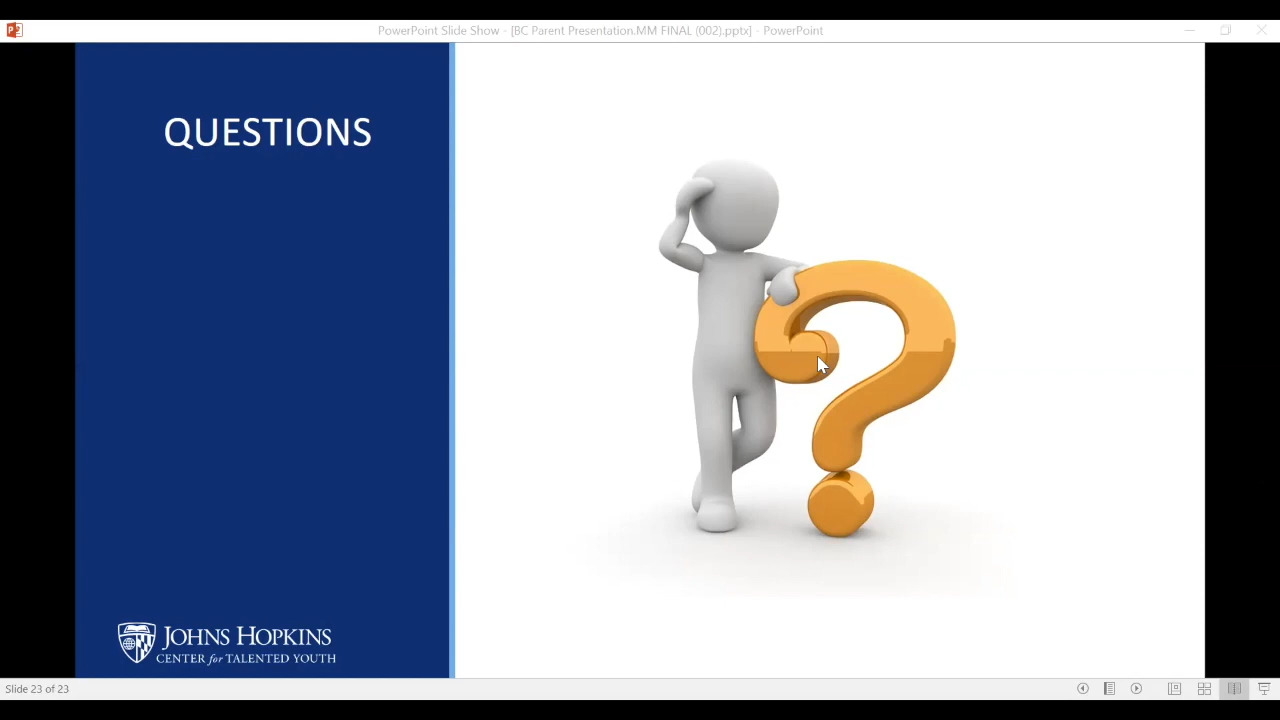 PowerPoint Slide Show - [BC Parent Presentation.MM FINAL (002).pptx] - PowerPoint
QUESTIONS
?
JOHNS HOPKINS
CENTER for TALENTED YOUTH
Slide 23 of 23